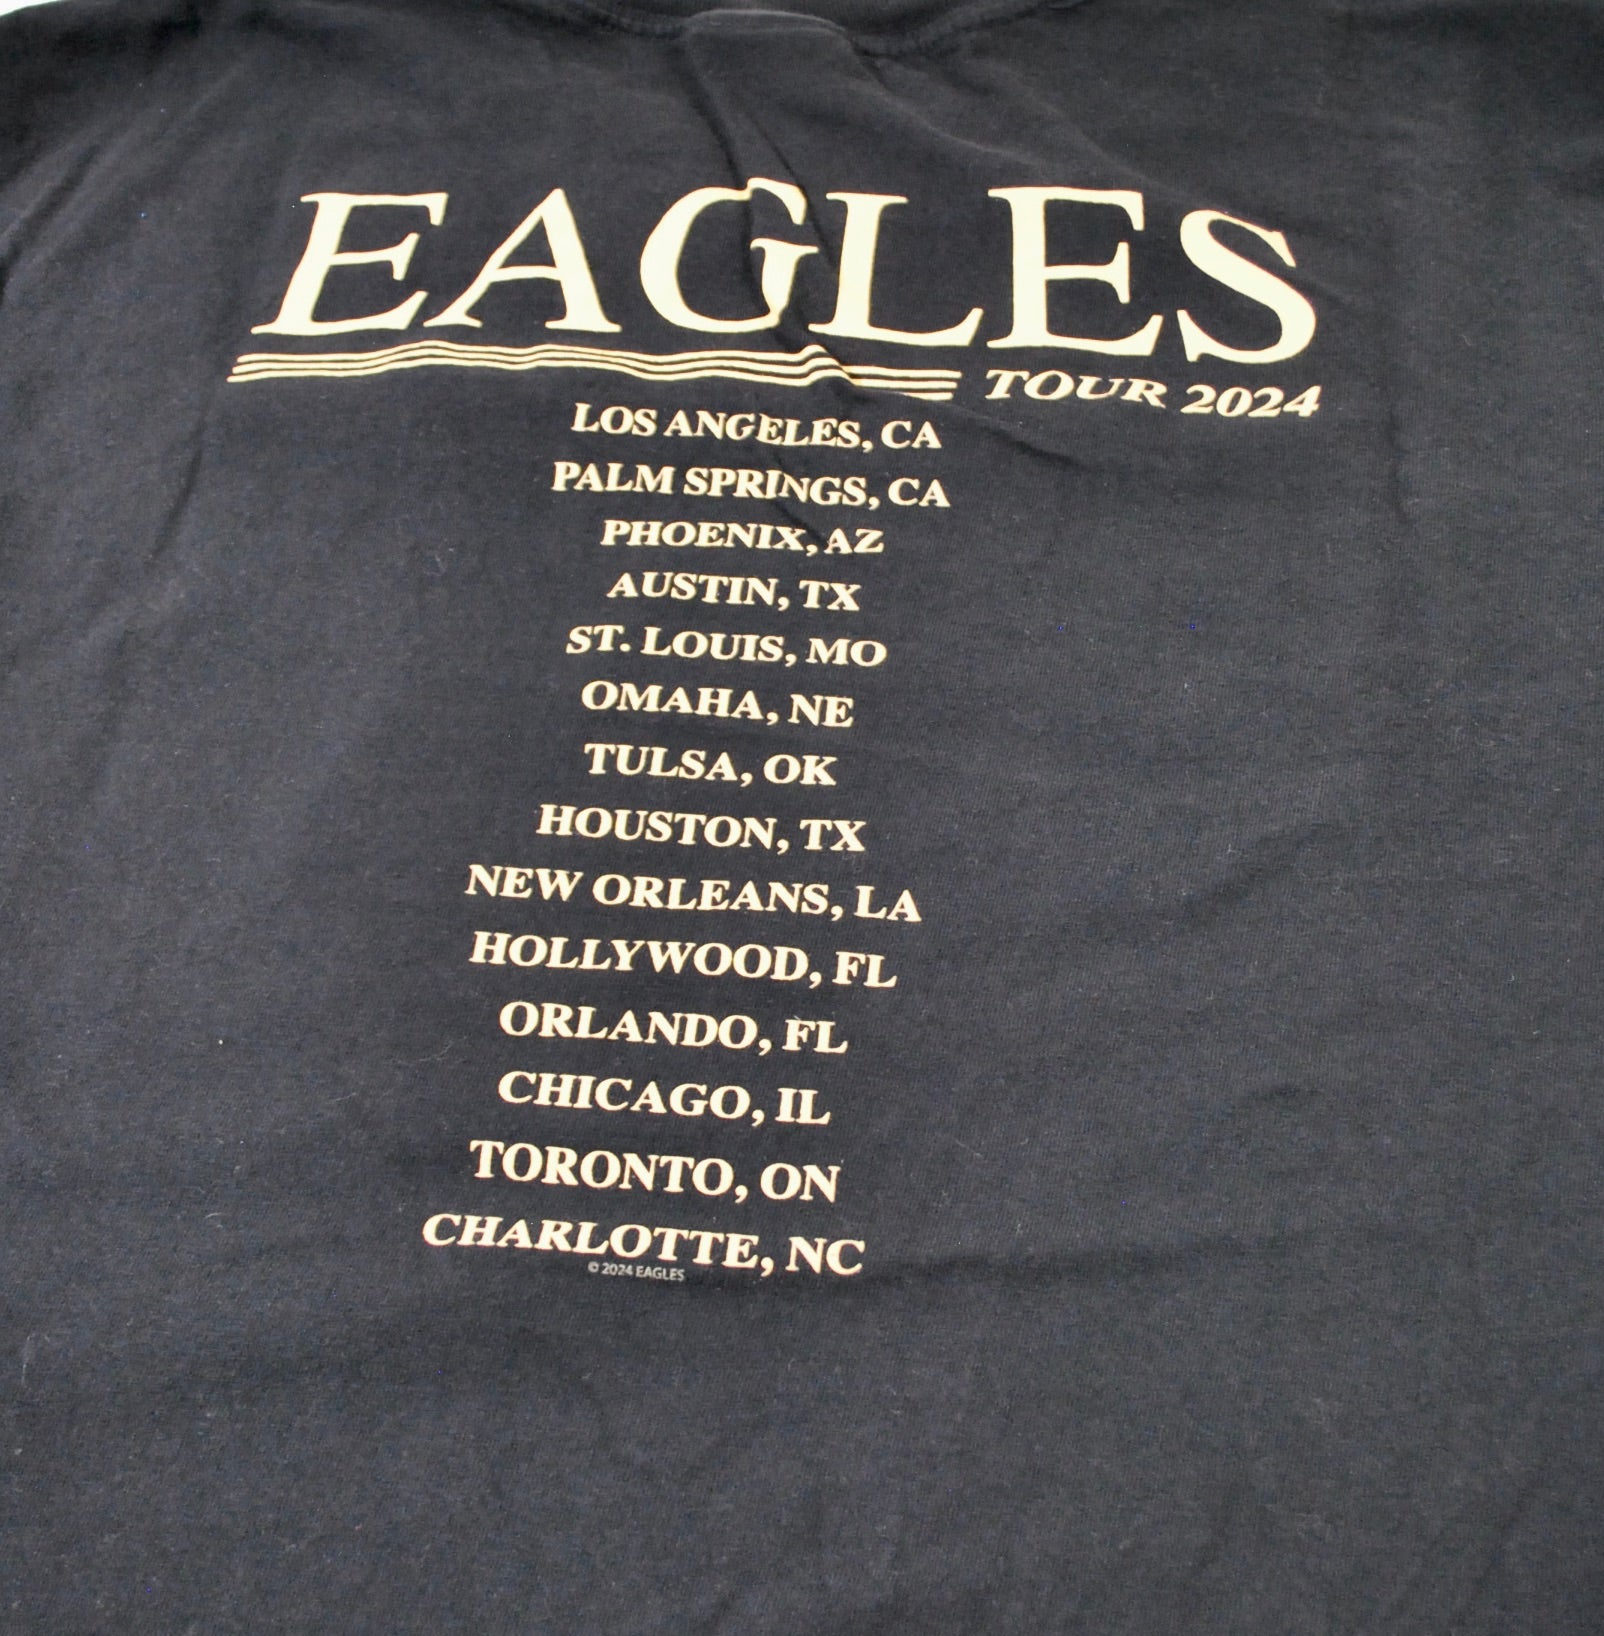 EAGLES
TOUR 2024
LOS ANGELES, CA
PALM SPRINGS, CA
PHOENIX, AZ
AUSTIN, TX
ST. LOUIS, MO
OMAHA, NE
TULSA, OK
HOUSTON, TX
NEW ORLEANS, LA
HOLLYWOOD, FL
ORLANDO, FL
CHICAGO, IL
TORONTO, ON
CHARLOTTE, NC
© 2024 EAGLES